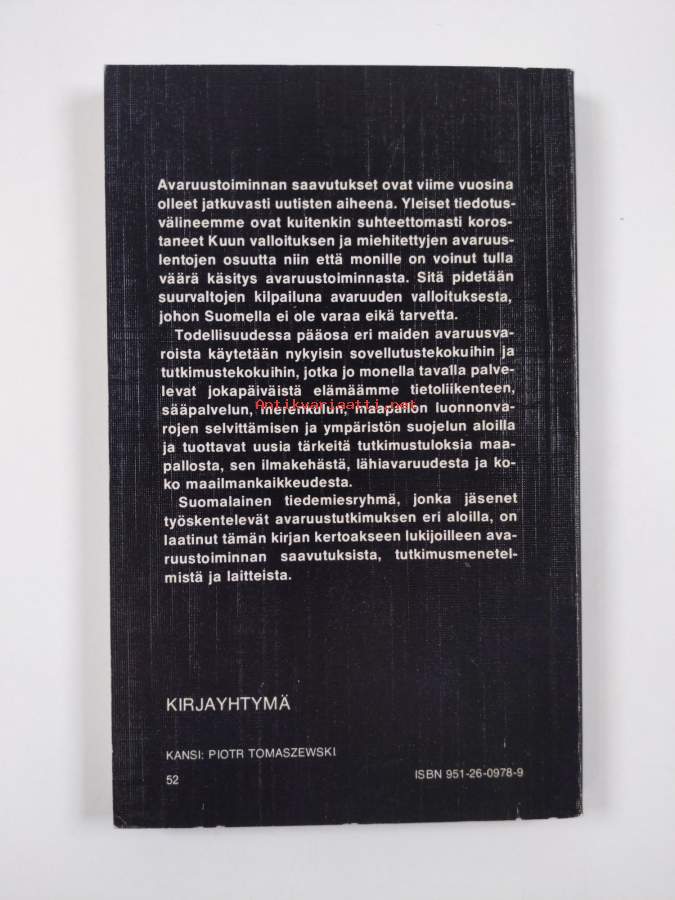 Avaruustoiminnan saavutukset ovat viime vuosina
olleet jatkuvasti uutisten aiheena. Yleiset tiedotus-
välineemme ovat kuitenkin suhteettomasti koros-
taneet Kuun valloituksen ja miehitettyjen avaruus-
lentojen osuutta niin että monille on voinut tulla
väärä käsitys avaruustoiminnasta. Sitä pidetään
suurvaltojen kilpailuna avaruuden valloituksesta,
johon Suomella ei ole varaa eikä tarvetta.
Todellisuudessa pääosa eri maiden avaruusva-
roista käytetään nykyisin sovellutustekokuihin ja
tutkimustekokuihin, jotka jo monella tavalla palve-
levat jokapäiväistä elämäämme tietoliikenteen,
sääpalvelun, merenkulun, maapallon luonnonva-
Antikvariaatti.net
rojen selvittämisen ja ympäristön suojelun aloilla
ja tuottavat uusia tärkeitä tutkimustuloksia maa-
pallosta, sen ilmakehästä, lähiavaruudesta ja ko-
ko maailmankaikkeudesta.
Suomalainen tiedemiesryhmä, jonka jäsenet
työskentelevät avaruustutkimuksen eri aloilla, on
laatinut tämän kirjan kertoakseen lukijoilleen ava-
ruustoiminnan saavutuksista, tutkimusmenetel-
mistä ja laitteista.
KIRJAYHTYMÄ
KANSI: PIOTR TOMASZEWSKI
52
ISBN 951-26-0978-9